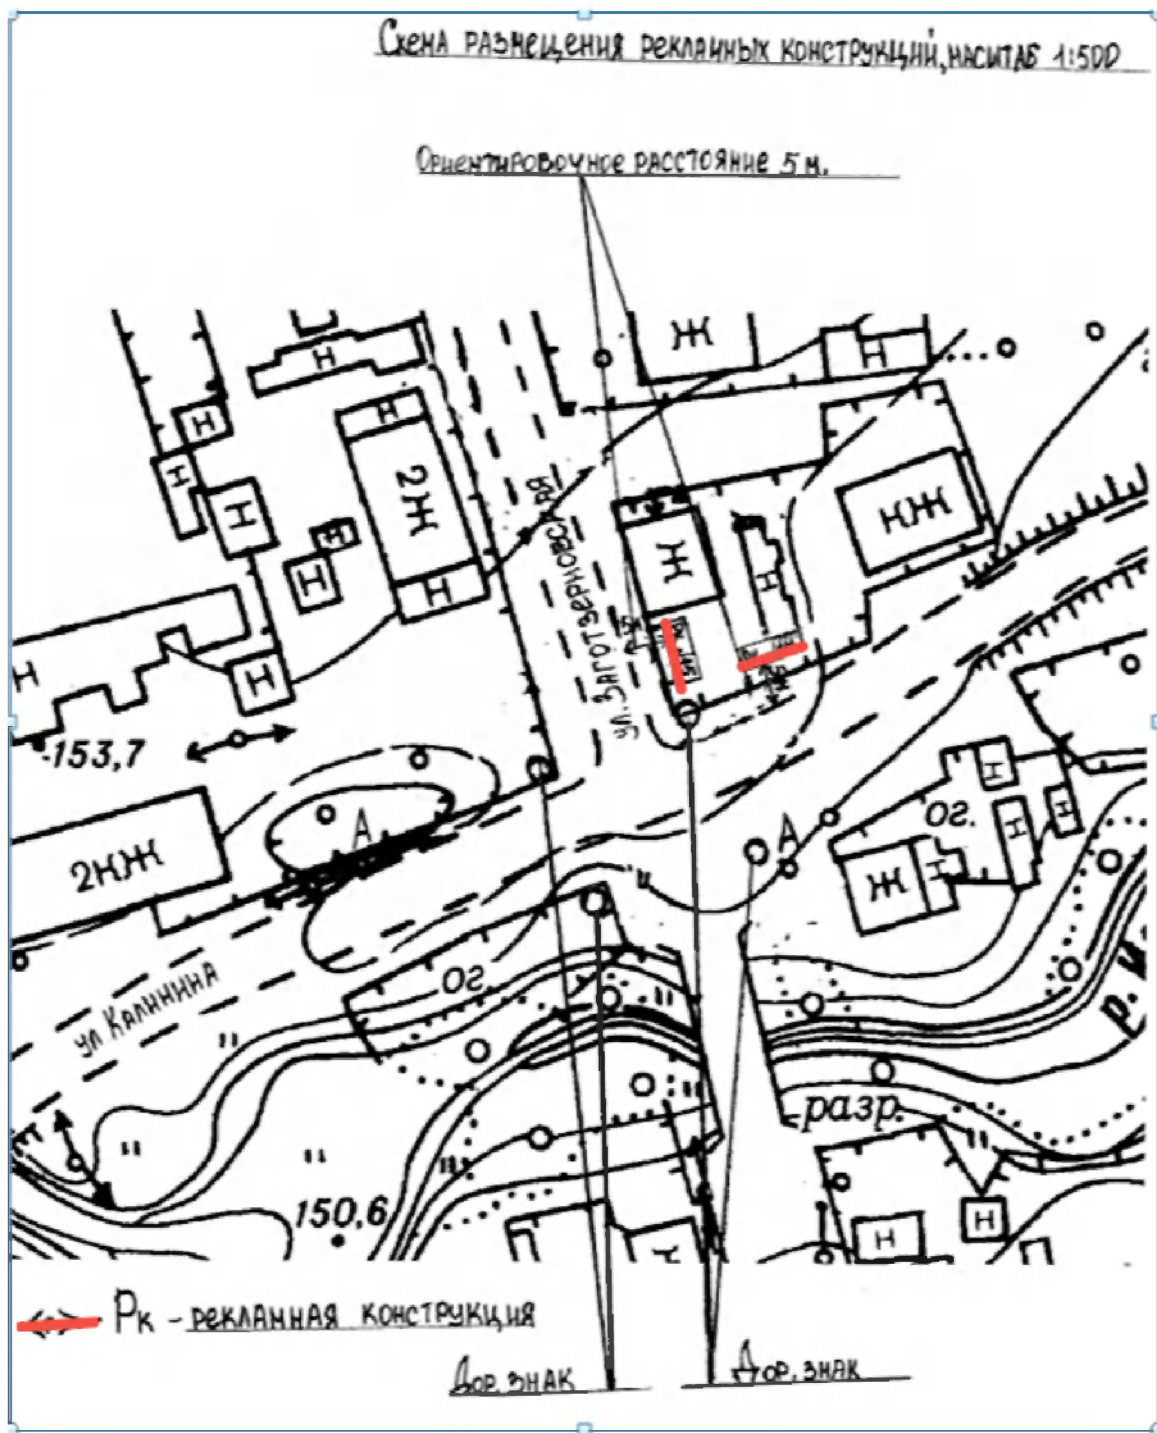 Схема размещения рекламных конструкций, масштаб 1:500
Ориентировочное расстояние 5 м.
Ж
Н
Н
Н
Н
2Ж
Н
Н
Н
Н
Н
ул. Заготзерновская
Ж
Н
КЖ
Н
Н
153,7
2КЖ
А
А
ог.
Н
Н
Н
Ж
Н
ул Калинина
ог.
р.
разр.
150,6
Н
Н
Рк - рекламная конструкция
Дор. знак
Дор. знак